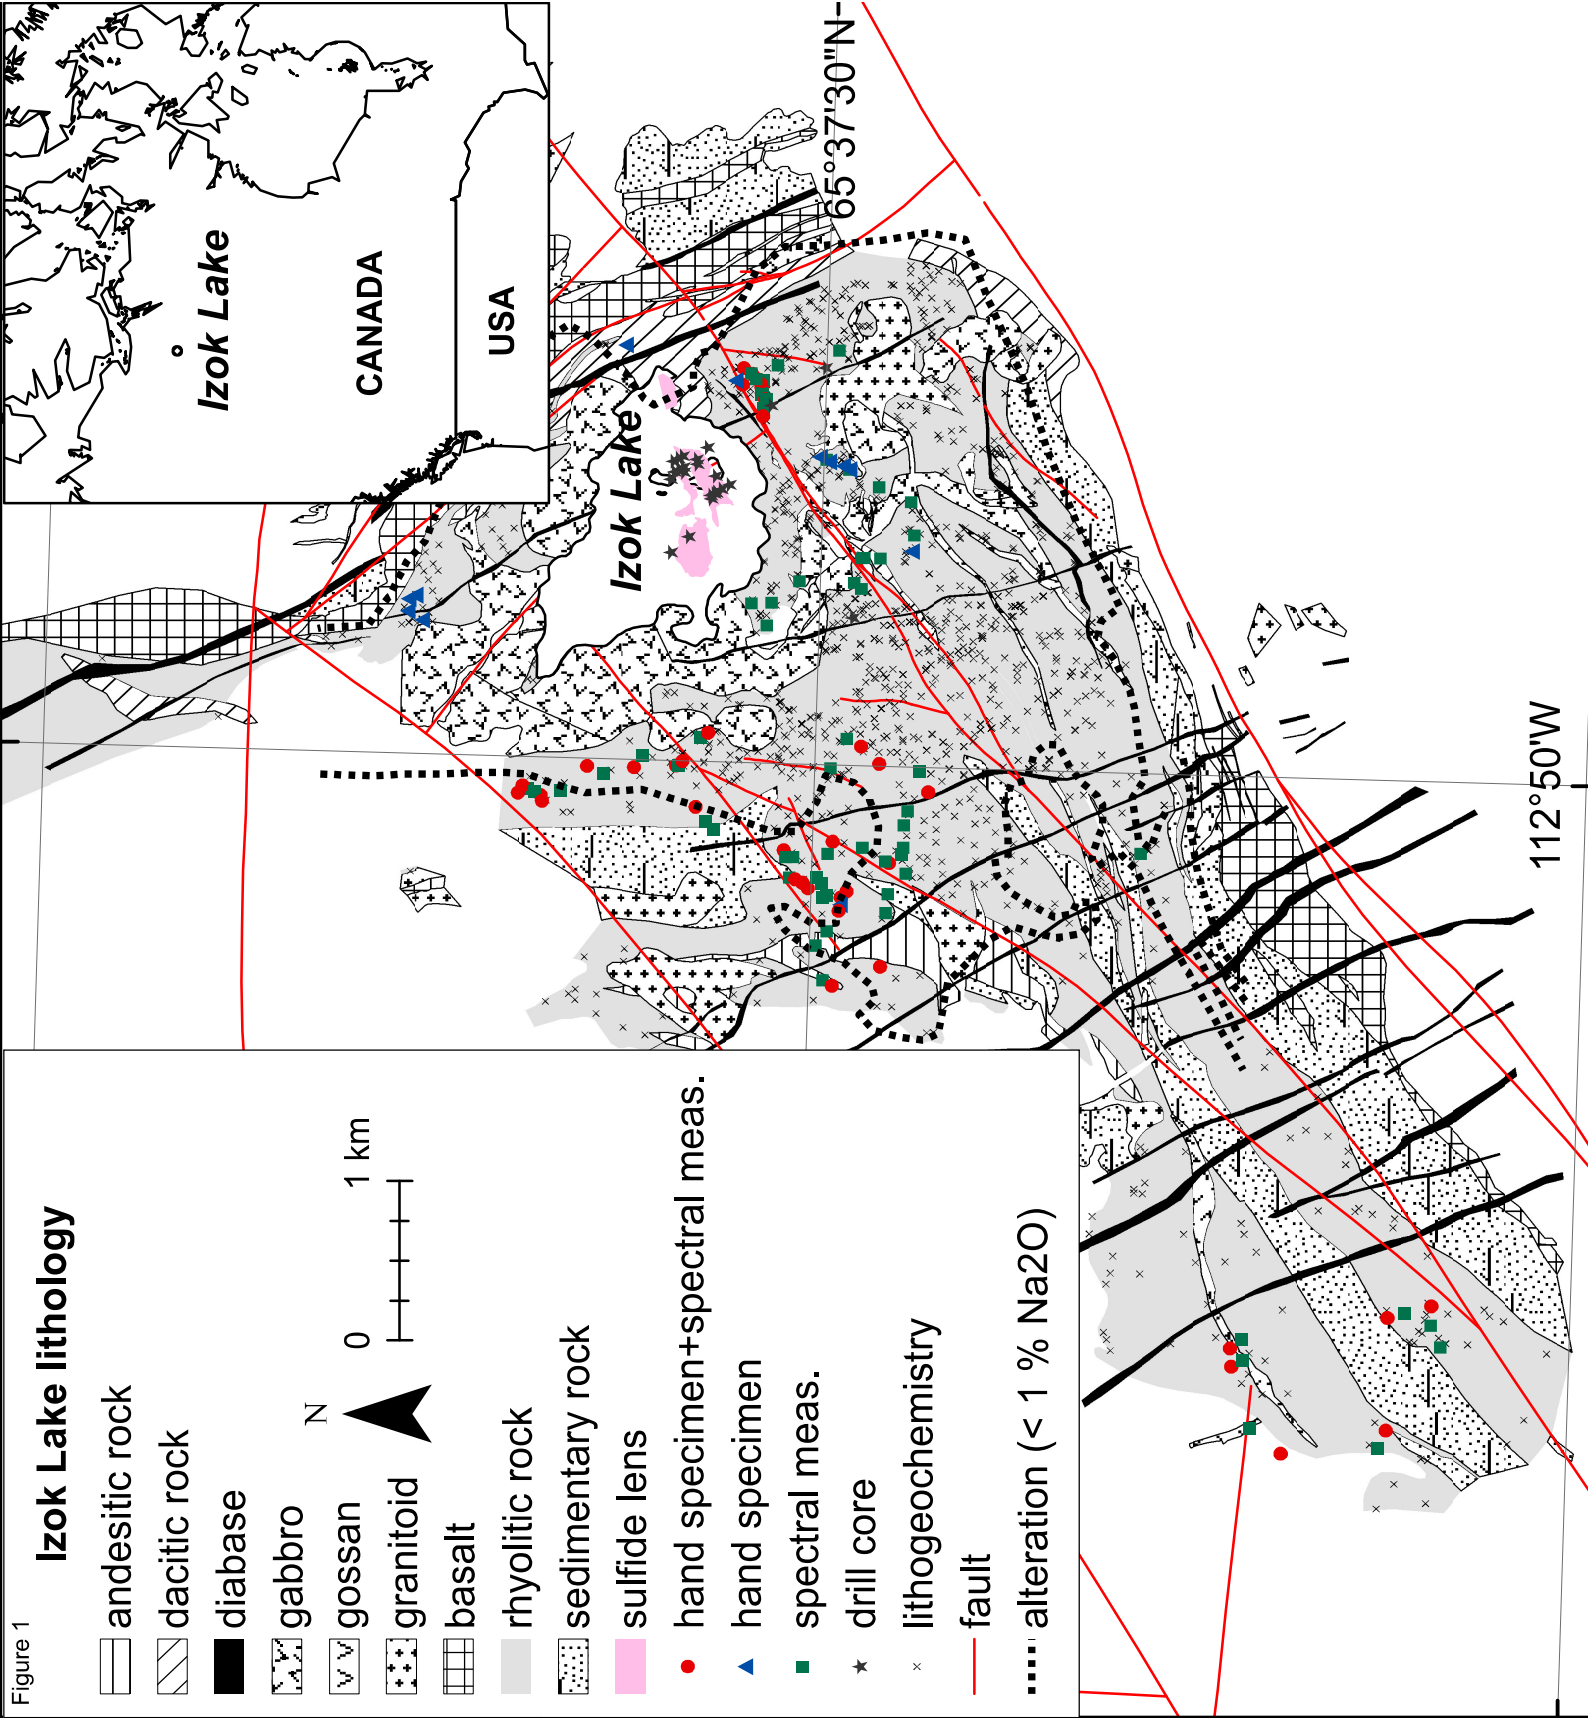 Figure 1
Izok Lake lithology
andesitic rock
dacitic rock
diabase
gabbro
gossan
granitoid
basalt
rhyolitic rock
sedimentary rock
sulfide lens
hand specimen+spectral meas.
hand specimen
spectral meas.
drill core
lithogeochemistry
fault
alteration (< 1 % Na2O)
N
0 1 km
Izok Lake
CANADA
USA
Izok Lake
65°37'30"N
112°50'W